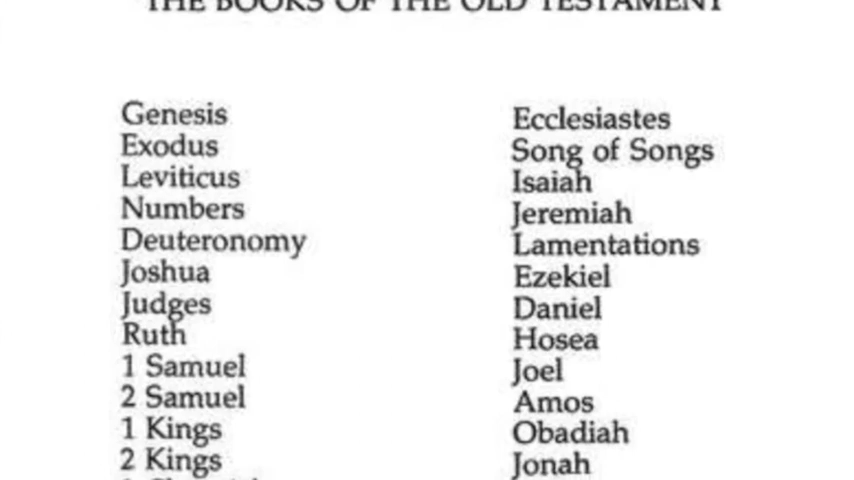 THE BOOKS OF THE OLD TESTAMENT
Genesis
Exodus
Leviticus
Numbers
Deuteronomy
Joshua
Judges
Ruth
1 Samuel
2 Samuel
1 Kings
2 Kings
Ecclesiastes
Song of Songs
Isaiah
Jeremiah
Lamentations
Ezekiel
Daniel
Hosea
Joel
Amos
Obadiah
Jonah